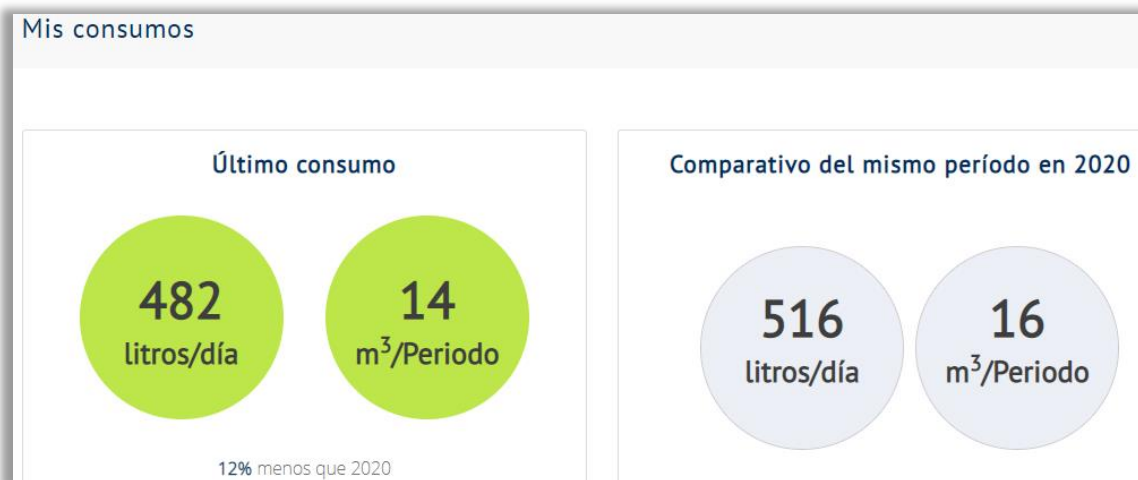 Mis consumos
Último consumo
482
litros/día
14
m³/Periodo
12% menos que 2020
Comparativo del mismo período en 2020
516
litros/día
16
m³/Periodo